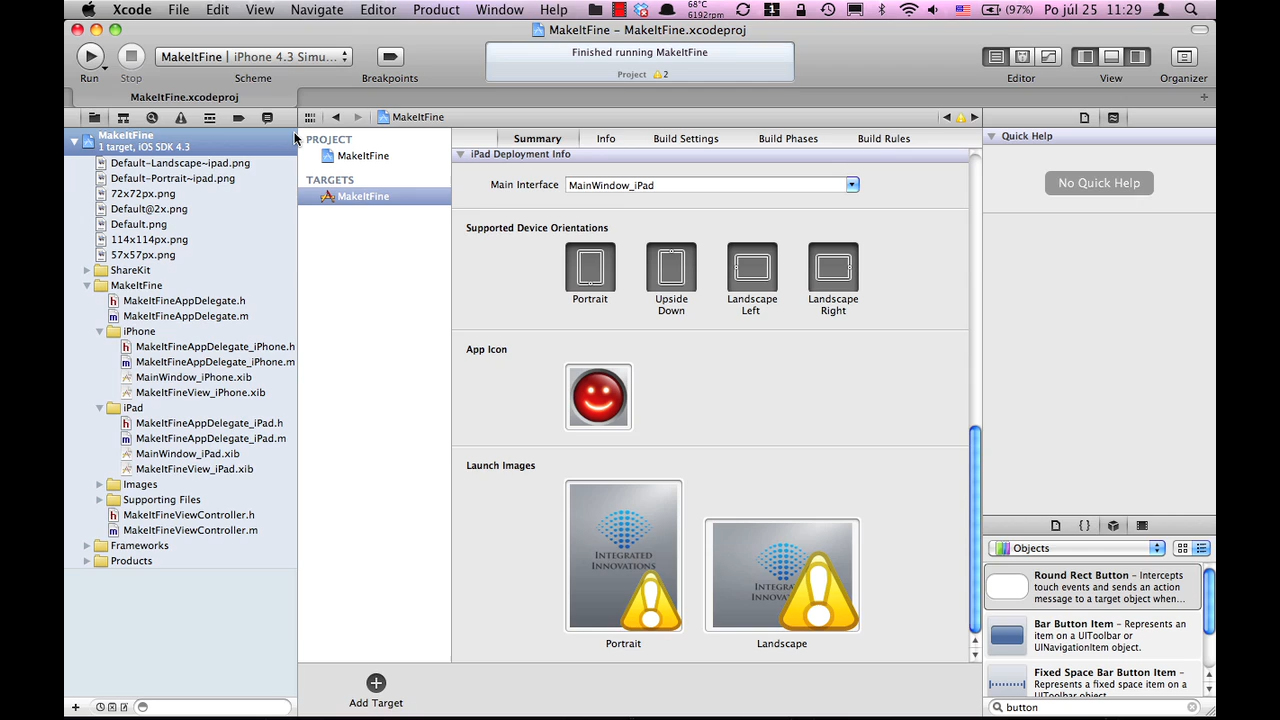 Xcode File Edit View Navigate Editor Product Window Help 68°C 6192rpm 1 (97%) Po júl 25 11:29
MakeItFine – MakeItFine.xcodeproj
MakeItFine | iPhone 4.3 Simu...
Finished running MakeItFine
Project 2
Run Stop Scheme Breakpoints Editor View Organizer
MakeItFine.xcodeproj
MakeItFine
1 target, iOS SDK 4.3
Default-Landscape~ipad.png
Default-Portrait~ipad.png
72x72px.png
Default@2x.png
Default.png
114x114px.png
57x57px.png
ShareKit
MakeItFine
MakeItFineAppDelegate.h
MakeItFineAppDelegate.m
iPhone
MakeItFineAppDelegate_iPhone.h
MakeItFineAppDelegate_iPhone.m
MainWindow_iPhone.xib
MakeItFineView_iPhone.xib
iPad
MakeItFineAppDelegate_iPad.h
MakeItFineAppDelegate_iPad.m
MainWindow_iPad.xib
MakeItFineView_iPad.xib
Images
Supporting Files
MakeItFineViewController.h
MakeItFineViewController.m
Frameworks
Products
MakeItFine
PROJECT
MakeItFine
TARGETS
MakeItFine
Add Target
Summary Info Build Settings Build Phases Build Rules
iPad Deployment Info
Main Interface MainWindow_iPad
Supported Device Orientations
Portrait
Upside
Down
Landscape
Left
Landscape
Right
App Icon
Launch Images
INTEGRATED
INNOVATIONS
Portrait
Landscape
Quick Help
No Quick Help
Objects
Round Rect Button – Intercepts
touch events and sends an action
message to a target object when...
Bar Button Item – Represents an
item on a UIToolbar or
UINavigationItem object.
Fixed Space Bar Button Item –
Represents a fixed space item on
a UIToolbar object.
button